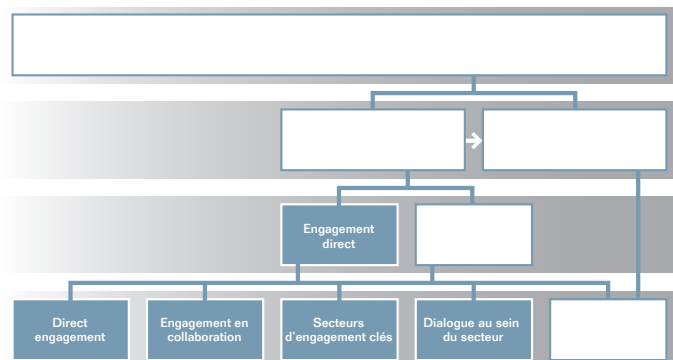 Engagement
direct
Direct
engagement
Engagement en
collaboration
Secteurs
d'engagement clés
Dialogue au sein
du secteur